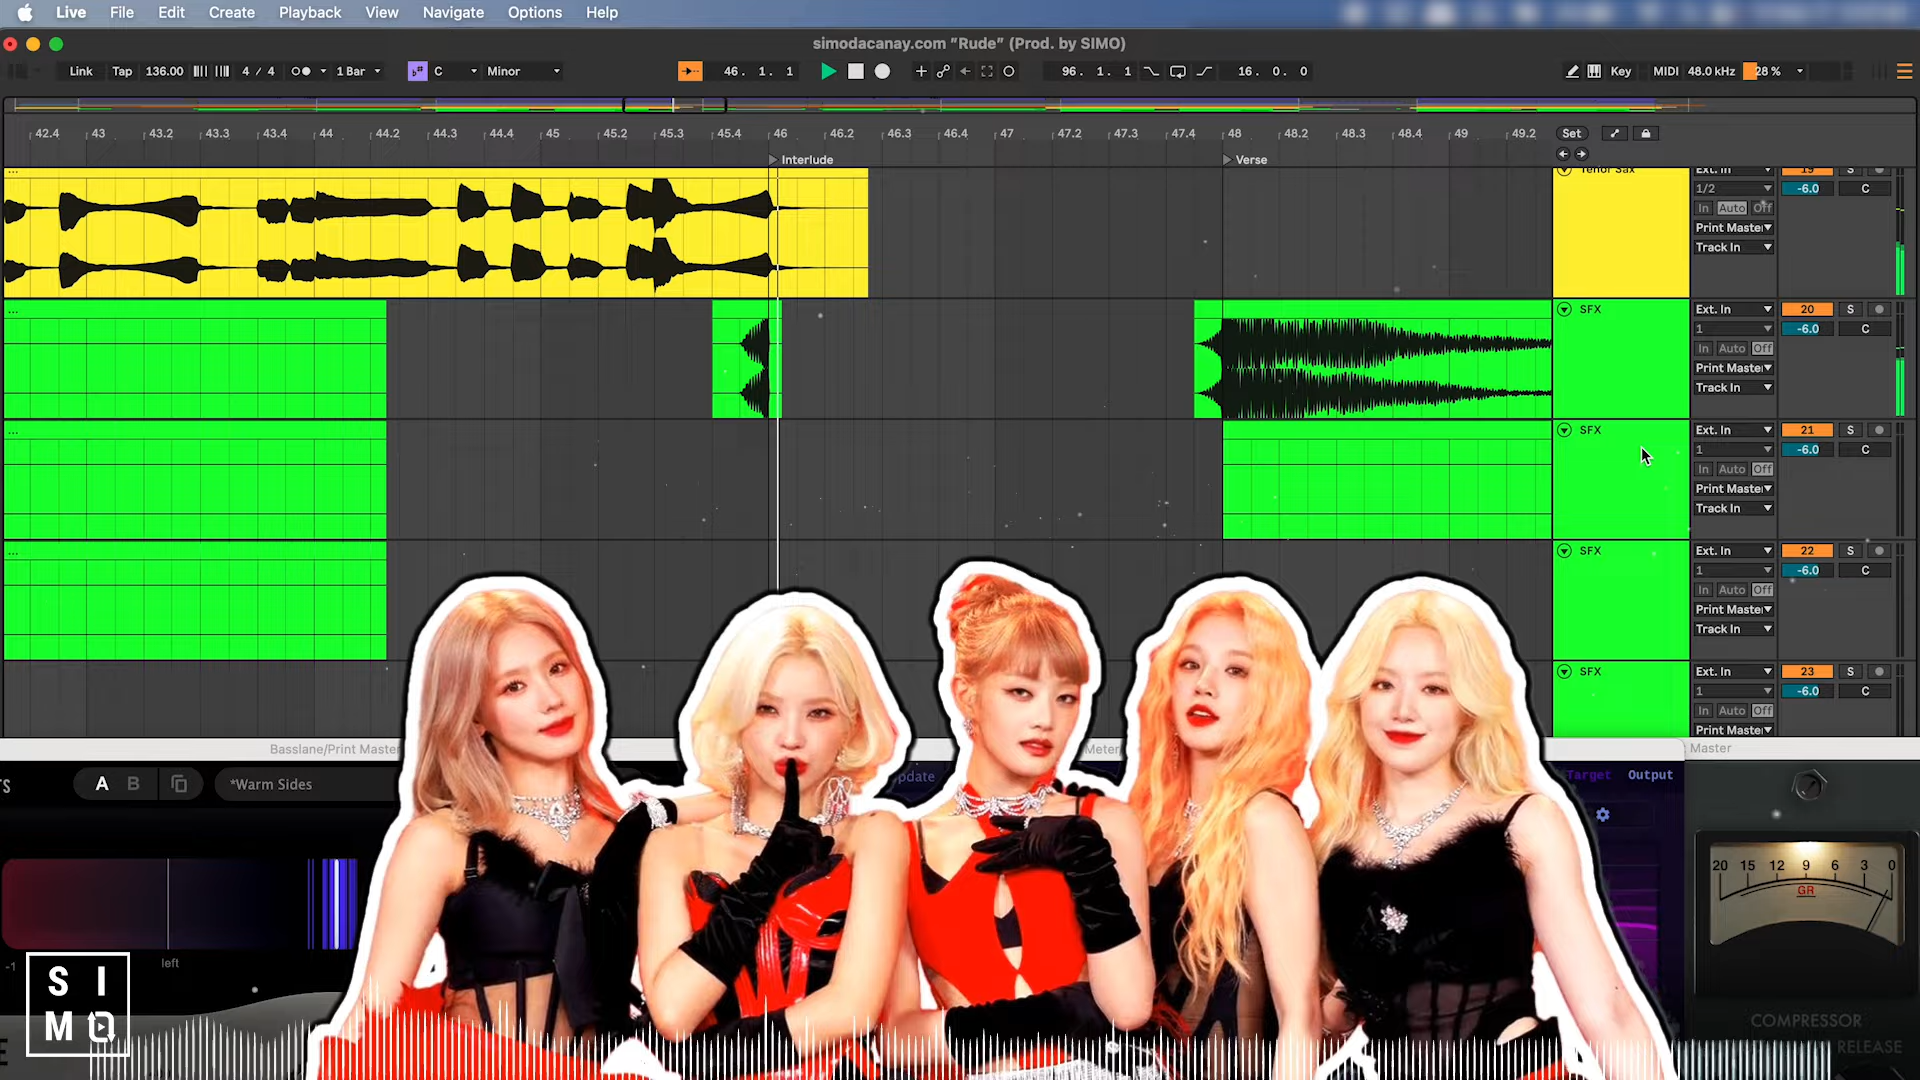 Live File Edit Create Playback View Navigate Options Help
simodacanay.com "Rude" (Prod. by SIMO)
Link Tap 136.00 4 / 4 1 Bar C Minor 46. 1. 1 96. 1. 1 16. 0. 0 Key MIDI 48.0 kHz 28 %
42.4 43 43.2 43.3 43.4 44 44.2 44.3 44.4 45 45.2 45.3 45.4 46 46.2 46.3 46.4 47 47.2 47.3 47.4 48 48.2 48.3 48.4 49 49.2 Set
Interlude Verse
Tenor Sax Ext. In 19 S
1/2 -6.0 C
In Auto Off
Print Master
Track In
SFX Ext. In 20 S
1 -6.0 C
In Auto Off
Print Master
Track In
SFX Ext. In 21 S
1 -6.0 C
In Auto Off
Print Master
Track In
SFX Ext. In 22 S
1 -6.0 C
In Auto Off
Print Master
Track In
SFX Ext. In 23 S
1 -6.0 C
In Auto Off
Print Master
Basslane/Print Master Master
A B *Warm Sides
Target Output
20 15 12 9 6 3 0
GR
-1 left
S I
M O
COMPRESSOR
RELEASE